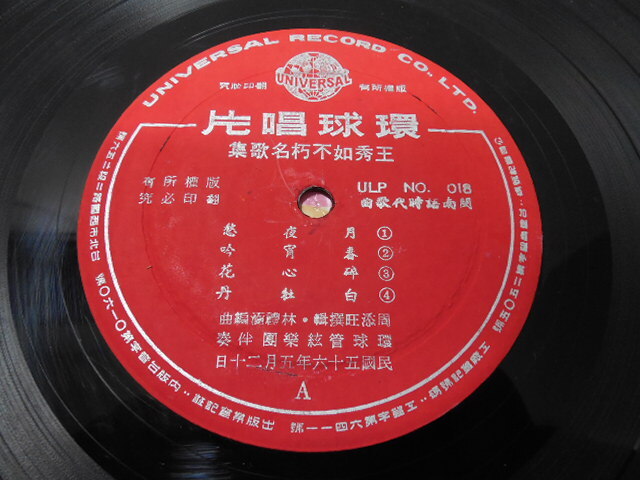 UNIVERSAL RECORD CO., LTD.
版權所有 翻印必究
UNIVERSAL
環球唱片
王秀如不朽名歌集
ULP NO. 018
閩南話時代歌曲
版權所有
翻印必究
①月夜愁
②春宵吟
③碎心花
④白牡丹
周添旺撰輯・林禮涵編曲
環球管絃樂團伴奏
民國五十六年五月二十日
A